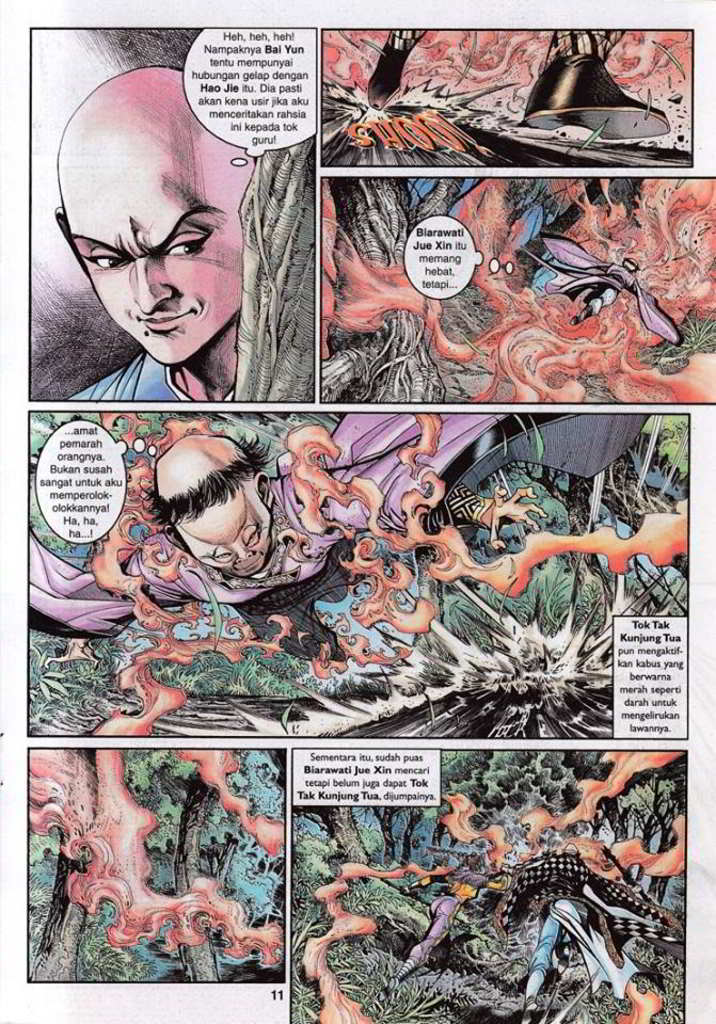 Heh, heh, heh!
Nampaknya Bai Yun
tentu mempunyai
hubungan gelap dengan
Hao Jie itu. Dia pasti
akan kena usir jika aku
menceritakan rahsia
ini kepada tok
guru!
SHOO!
Biarawati
Jue Xin itu
memang
hebat,
tetapi...
...amat
pemarah
orangnya.
Bukan susah
sangat untuk aku
memperolok-
olokkannya!
Ha, ha,
ha...!
Tok Tak
Kunjung Tua
pun mengaktif-
kan kabus yang
berwarna
merah seperti
darah untuk
mengelirukan
lawannya.
Sementara itu, sudah puas
Biarawati Jue Xin mencari
tetapi belum juga dapat Tok
Tak Kunjung Tua, dijumpainya.
11